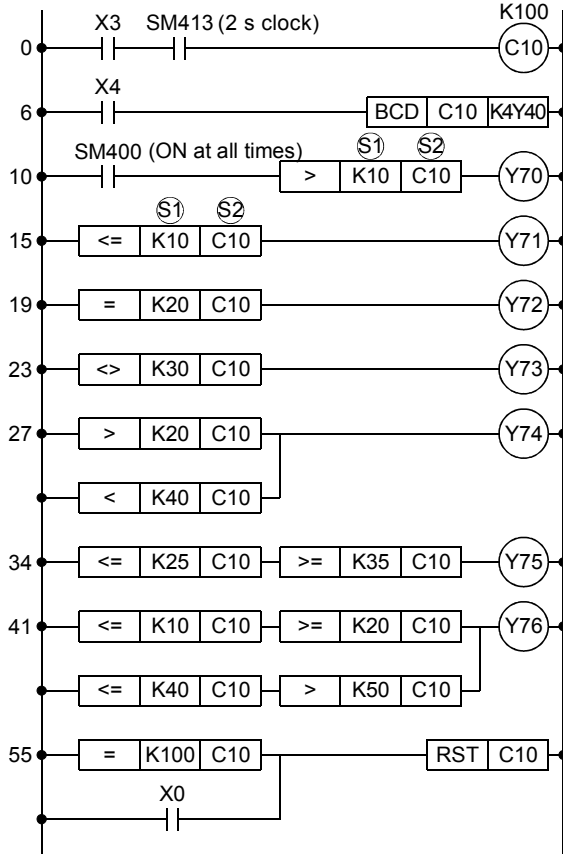 K100
X3 SM413 (2 s clock)
0 C10
X4
6 BCD C10 K4Y40
SM400 (ON at all times) S1 S2
10 > K10 C10 Y70
S1 S2
15 <= K10 C10 Y71
19 = K20 C10 Y72
23 <> K30 C10 Y73
27 > K20 C10 Y74
< K40 C10
34 <= K25 C10 >= K35 C10 Y75
41 <= K10 C10 >= K20 C10 Y76
<= K40 C10 > K50 C10
55 = K100 C10 RST C10
X0